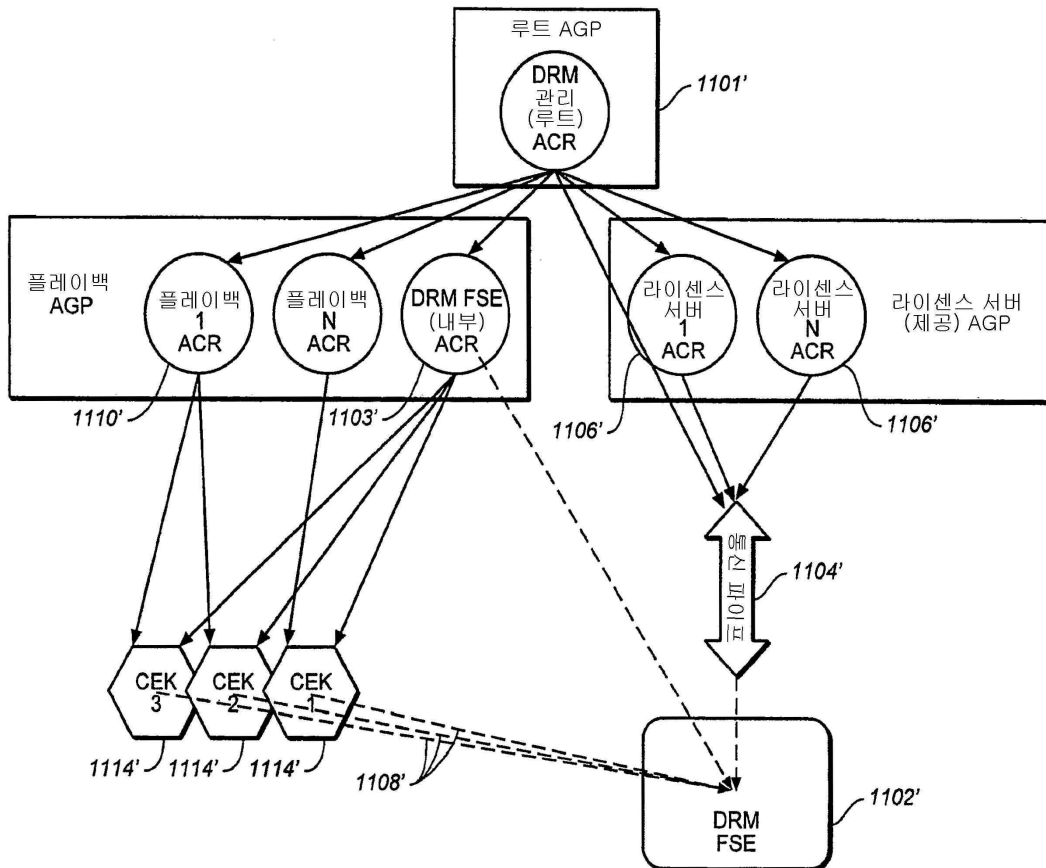 루트 AGP
DRM
관리
(루트)
ACR
1101'
플레이백
AGP
플레이백
1
ACR
플레이백
N
ACR
DRM FSE
(내부)
ACR
라이센스
서버
1
ACR
라이센스
서버
N
ACR
라이센스 서버
(제공) AGP
1110'
1103'
1106'
1106'
통신 파이프
1104'
CEK
3
CEK
2
CEK
1
1114'
1114'
1114'
1108'
DRM
FSE
1102'